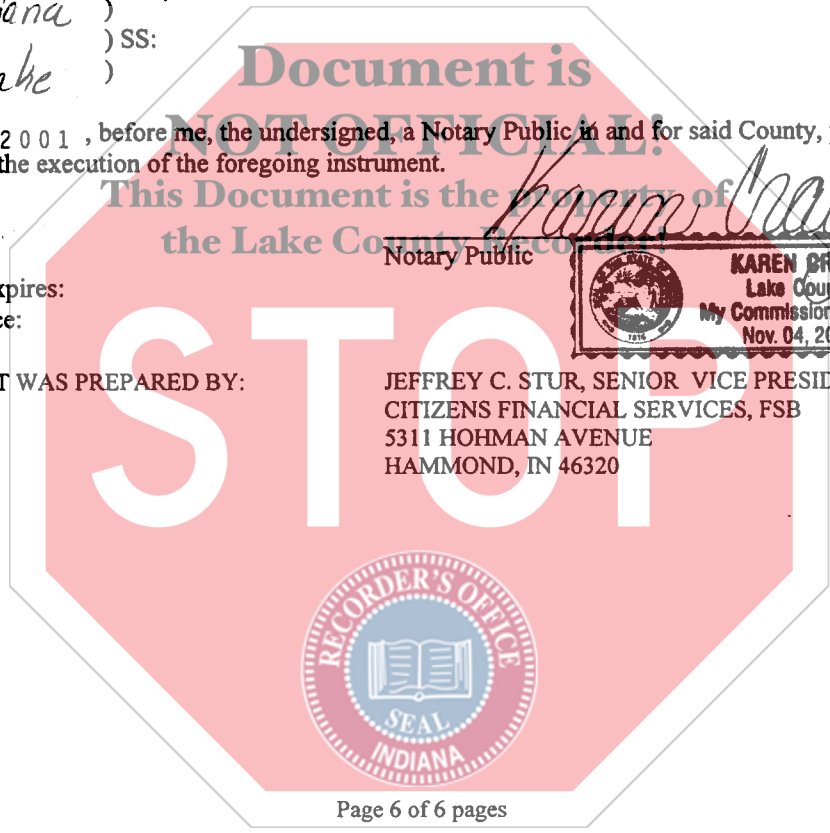 ) SS:
Document is
2001 , before me, the undersigned, a Notary Public in and for said County,
NOT OFFICIAL!
the execution of the foregoing instrument.
This Document is the property of
the Lake County Recorder!
Notary Public
KAREN
Lake
My Commission
Nov. 04,
WAS PREPARED BY:
JEFFREY C. STUR, SENIOR VICE
CITIZENS FINANCIAL SERVICES, FSB
5311 HOHMAN AVENUE
HAMMOND, IN 46320
STOP
RECORDER'S OFFICE
SEAL
INDIANA
1816
Page 6 of 6 pages